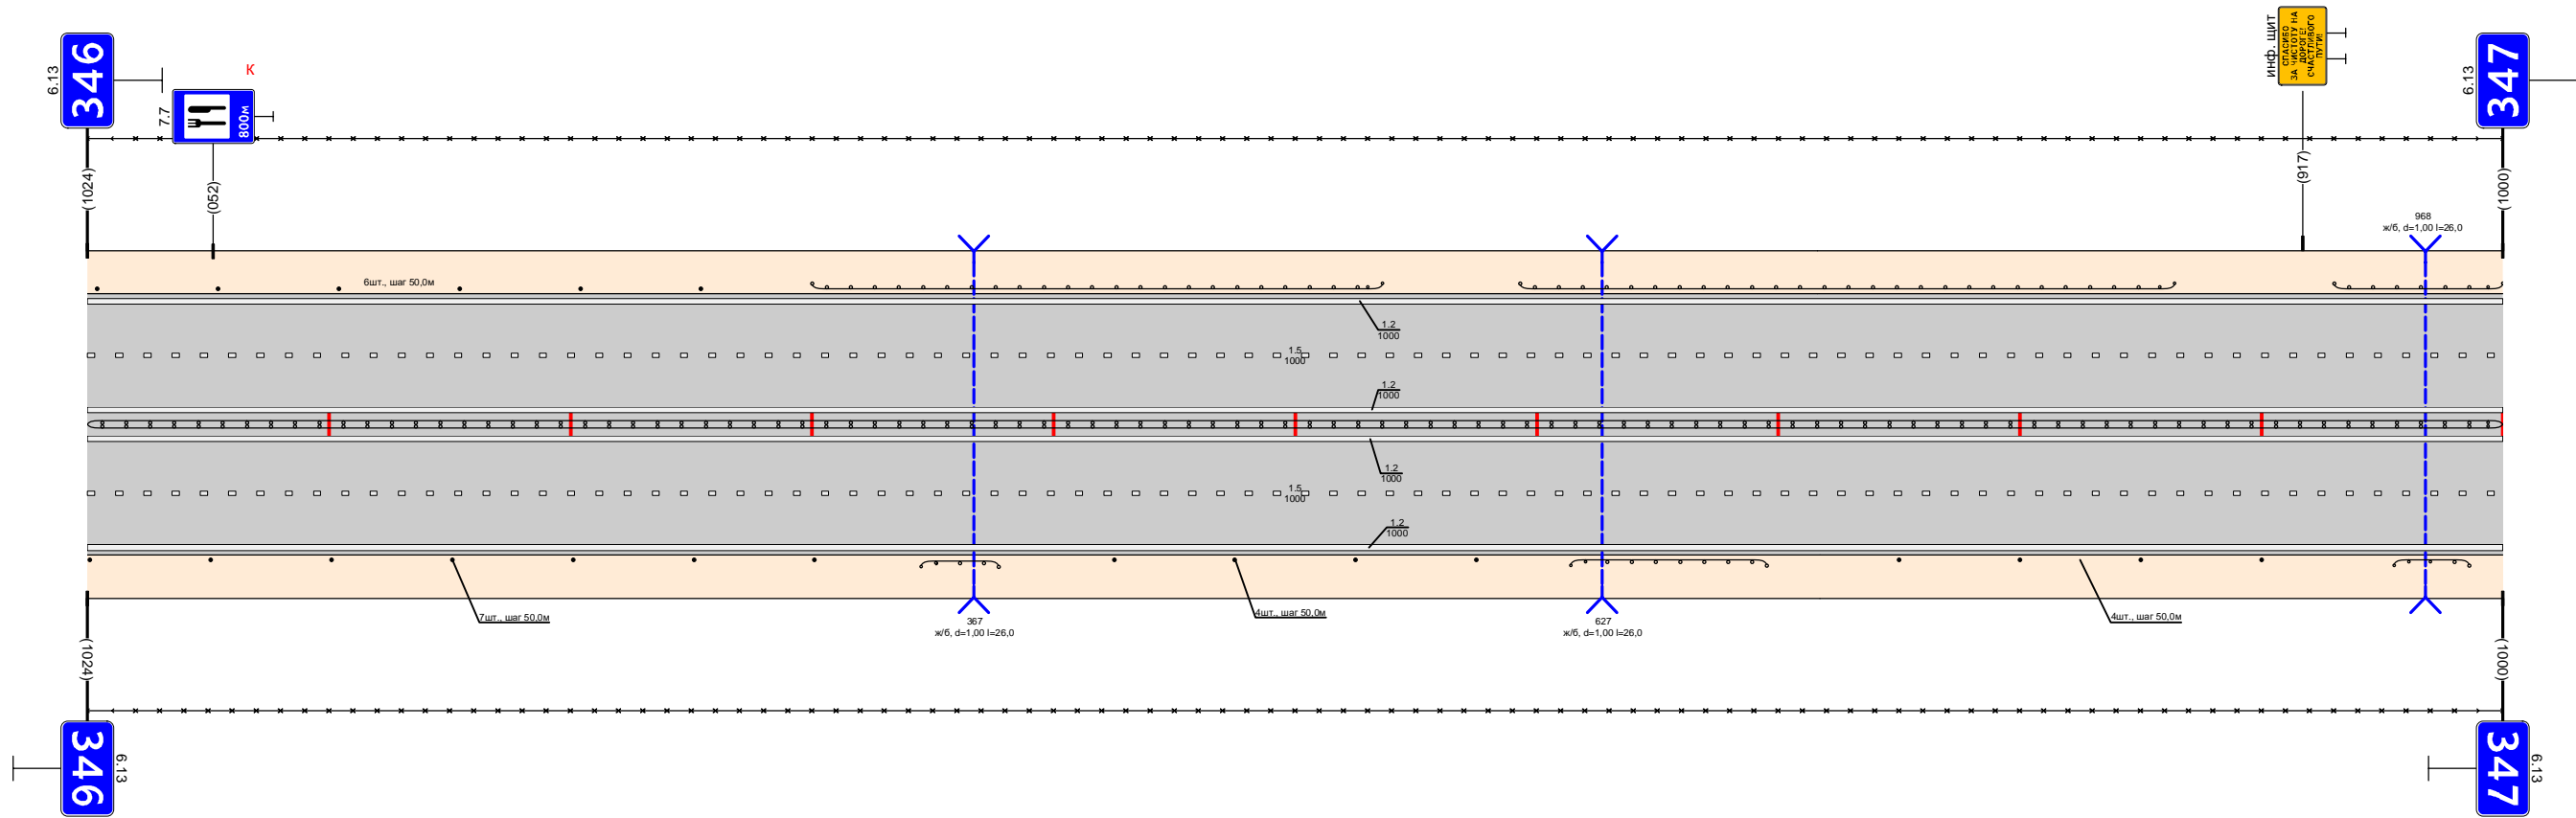 346
6.13
К
7.7
800м
(1024)
(052)
инф. щит
СПАСИБО
ЗА ЧИСТОТУ НА
ДОРОГЕ!
СЧАСТЛИВОГО
ПУТИ!
(917)
347
6.13
(1000)
968
ж/б, d=1,00 l=26,0
6шт., шаг 50,0м
1.2
1000
1.5
1000
1.2
1000
1.2
1000
1.5
1000
1.2
1000
7шт., шаг 50,0м
367
ж/б, d=1,00 l=26,0
4шт., шаг 50,0м
627
ж/б, d=1,00 l=26,0
4шт., шаг 50,0м
(1024)
346
6.13
(1000)
347
6.13